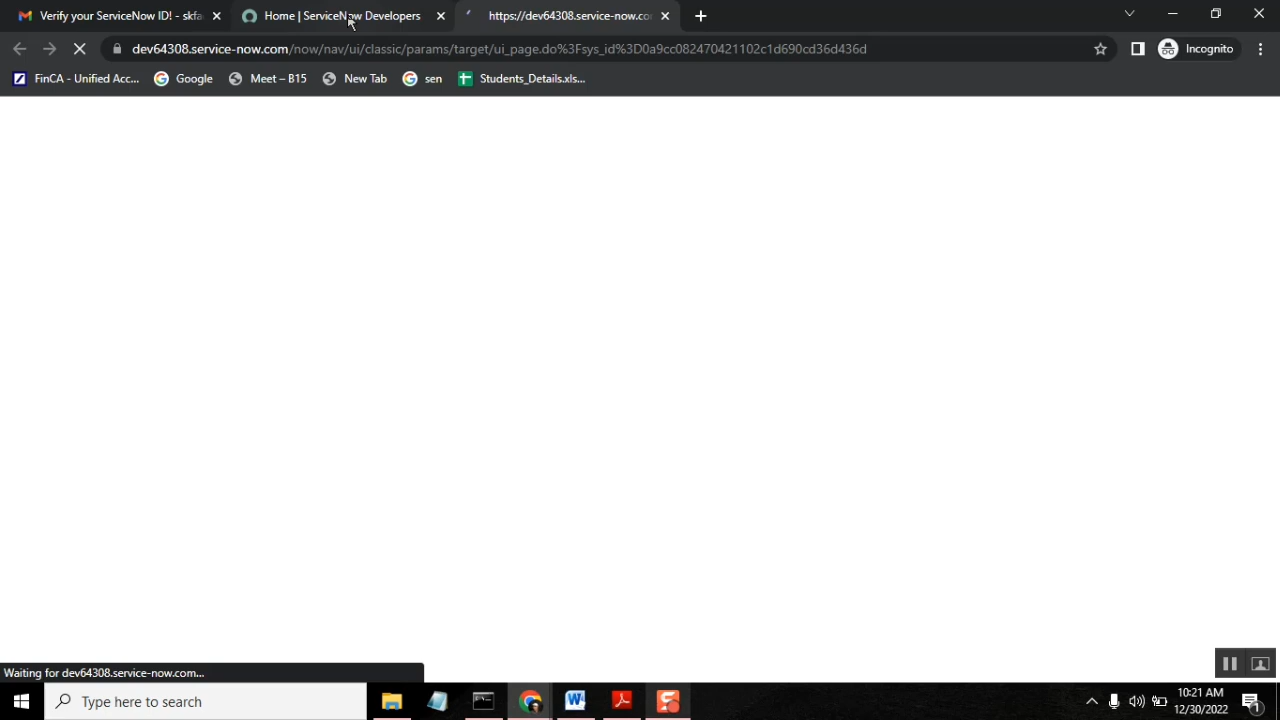 Verify your ServiceNow ID! - skfa
Home | ServiceNow Developers
https://dev64308.service-now.co
dev64308.service-now.com/now/nav/ui/classic/params/target/ui_page.do%3Fsys_id%3D0a9cc082470421102c1d690cd36d436d
Incognito
FinCA - Unified Acc...
Google
Meet – B15
New Tab
sen
Students_Details.xls...
Waiting for dev64308.service-now.com...
Type here to search
10:21 AM
12/30/2022
1